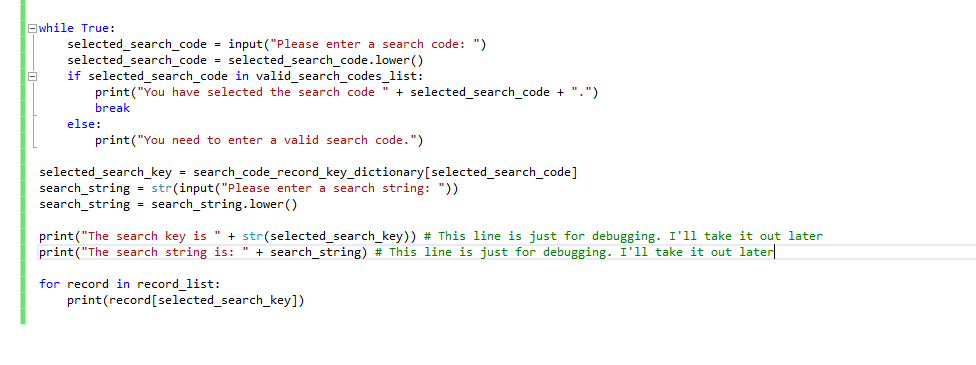 while True:
    selected_search_code = input("Please enter a search code: ")
    selected_search_code = selected_search_code.lower()
    if selected_search_code in valid_search_codes_list:
        print("You have selected the search code " + selected_search_code + ".")
        break
    else:
        print("You need to enter a valid search code.")
selected_search_key = search_code_record_key_dictionary[selected_search_code]
search_string = str(input("Please enter a search string: "))
search_string = search_string.lower()
print("The search key is " + str(selected_search_key)) # This line is just for debugging. I'll take it out later
print("The search string is: " + search_string) # This line is just for debugging. I'll take it out later
for record in record_list:
    print(record[selected_search_key])